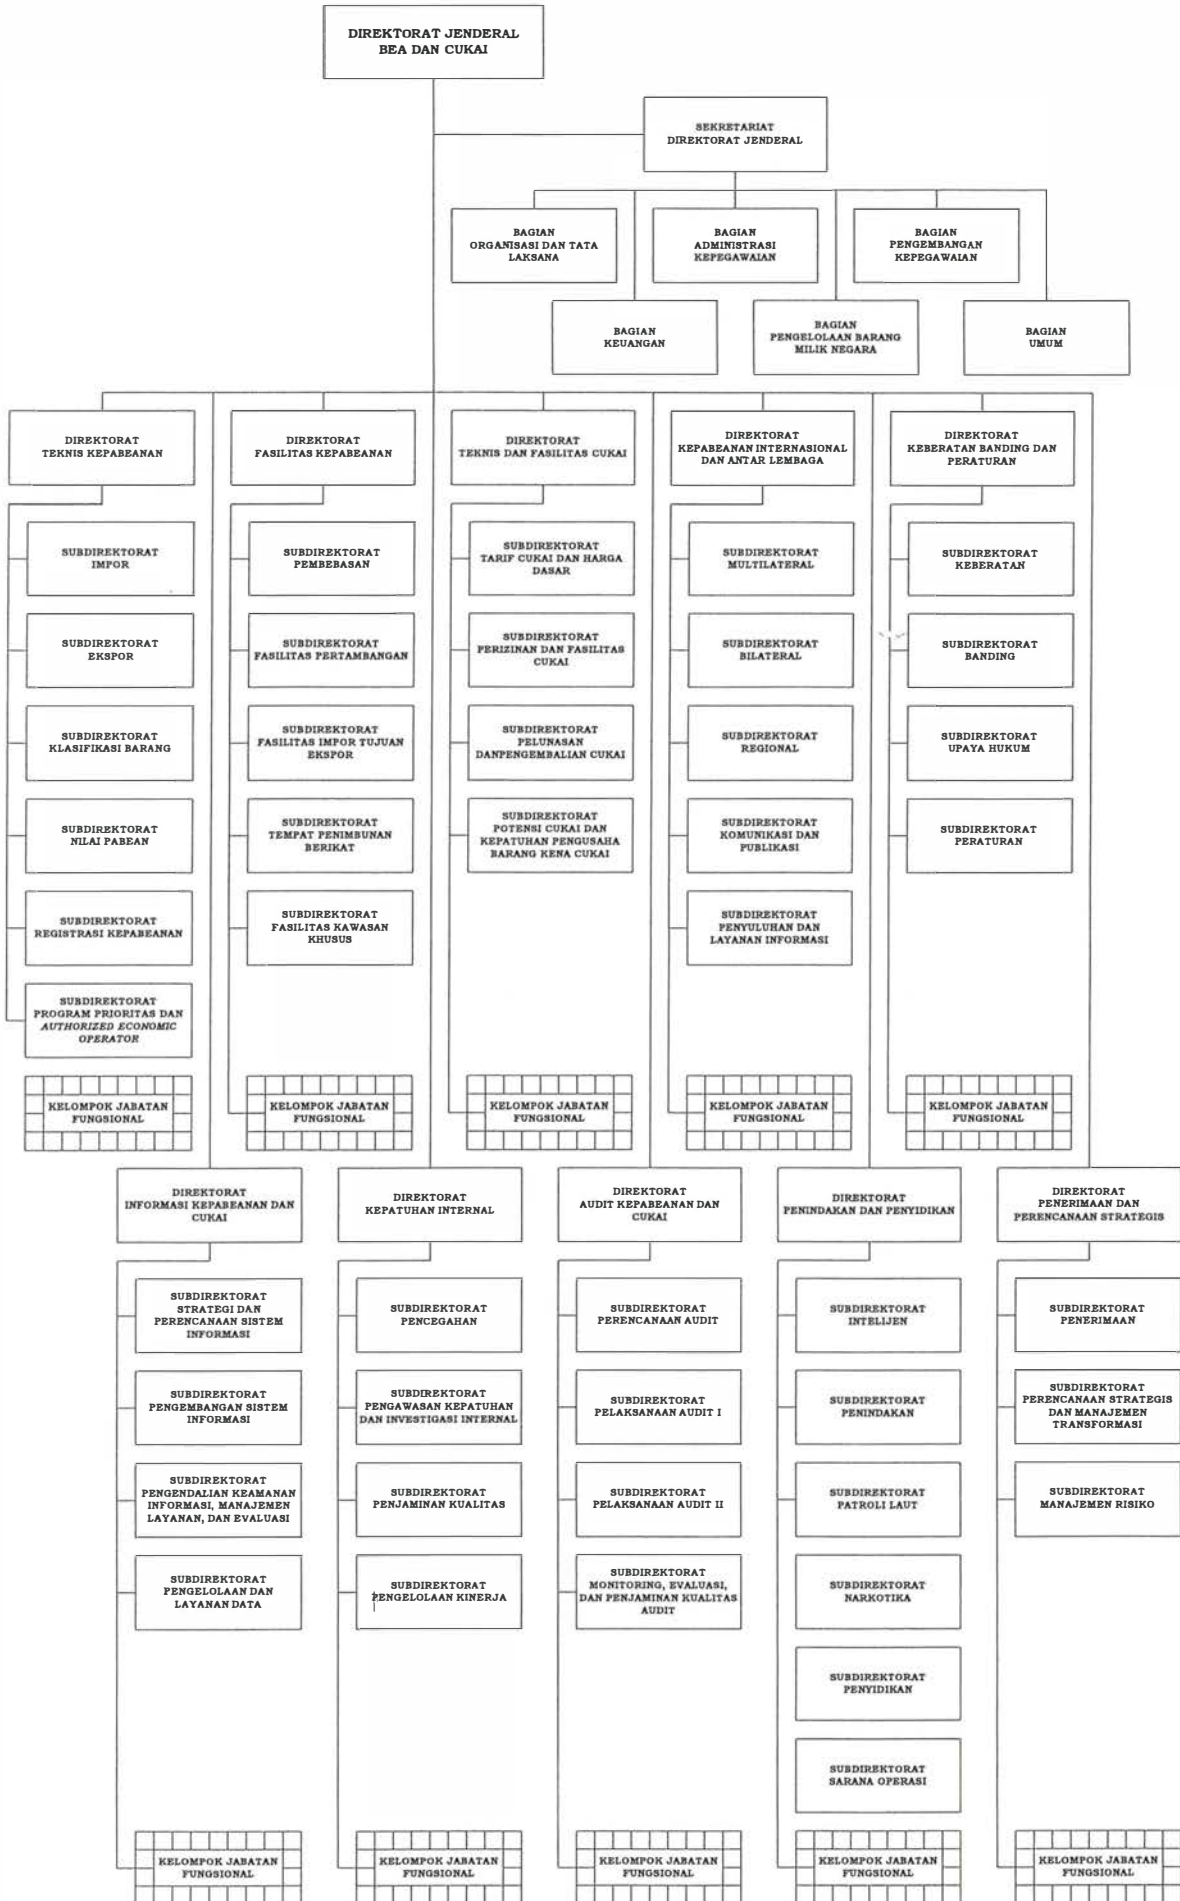 DIREKTORAT JENDERAL
BEA DAN CUKAI
SEKRETARIAT
DIREKTORAT JENDERAL
BAGIAN
ORGANISASI DAN TATA
LAKSANA
BAGIAN
ADMINISTRASI
KEPEGAWAIAN
BAGIAN
PENGEMBANGAN
KEPEGAWAIAN
BAGIAN
KEUANGAN
BAGIAN
PENGELOLAAN BARANG
MILIK NEGARA
BAGIAN
UMUM
DIREKTORAT
TEKNIS KEPABEANAN
DIREKTORAT
FASILITAS KEPABEANAN
DIREKTORAT
TEKNIS DAN FASILITAS CUKAI
DIREKTORAT
KEPABEANAN INTERNASIONAL
DAN ANTAR LEMBAGA
DIREKTORAT
KEBERATAN BANDING DAN
PERATURAN
SUBDIREKTORAT
IMPOR
SUBDIREKTORAT
EKSPOR
SUBDIREKTORAT
KLASIFIKASI BARANG
SUBDIREKTORAT
NILAI PABEAN
SUBDIREKTORAT
REGISTRASI KEPABEANAN
SUBDIREKTORAT
PROGRAM PRIORITAS DAN
AUTHORIZED ECONOMIC
OPERATOR
KELOMPOK JABATAN
FUNGSIONAL
SUBDIREKTORAT
PEMBEBASAN
SUBDIREKTORAT
FASILITAS PERTAMBANGAN
SUBDIREKTORAT
FASILITAS IMPOR TUJUAN
EKSPOR
SUBDIREKTORAT
TEMPAT PENIMBUNAN
BERIKAT
SUBDIREKTORAT
FASILITAS KAWASAN
KHUSUS
KELOMPOK JABATAN
FUNGSIONAL
SUBDIREKTORAT
TARIF CUKAI DAN HARGA
DASAR
SUBDIREKTORAT
PERIZINAN DAN FASILITAS
CUKAI
SUBDIREKTORAT
PELUNASAN
DANPENGEMBALIAN CUKAI
SUBDIREKTORAT
POTENSI CUKAI DAN
KEPATUHAN PENGUSAHA
BARANG KENA CUKAI
KELOMPOK JABATAN
FUNGSIONAL
SUBDIREKTORAT
MULTILATERAL
SUBDIREKTORAT
BILATERAL
SUBDIREKTORAT
REGIONAL
SUBDIREKTORAT
KOMUNIKASI DAN
PUBLIKASI
SUBDIREKTORAT
PENYULUHAN DAN
LAYANAN INFORMASI
KELOMPOK JABATAN
FUNGSIONAL
SUBDIREKTORAT
KEBERATAN
SUBDIREKTORAT
BANDING
SUBDIREKTORAT
UPAYA HUKUM
SUBDIREKTORAT
PERATURAN
KELOMPOK JABATAN
FUNGSIONAL
DIREKTORAT
INFORMASI KEPABEANAN DAN
CUKAI
DIREKTORAT
KEPATUHAN INTERNAL
DIREKTORAT
AUDIT KEPABEANAN DAN
CUKAI
DIREKTORAT
PENINDAKAN DAN PENYIDIKAN
DIREKTORAT
PENERIMAAN DAN
PERENCANAAN STRATEGIS
SUBDIREKTORAT
STRATEGI DAN
PERENCANAAN SISTEM
INFORMASI
SUBDIREKTORAT
PENGEMBANGAN SISTEM
INFORMASI
SUBDIREKTORAT
PENGENDALIAN KEAMANAN
INFORMASI, MANAJEMEN
LAYANAN, DAN EVALUASI
SUBDIREKTORAT
PENGELOLAAN DAN
LAYANAN DATA
KELOMPOK JABATAN
FUNGSIONAL
SUBDIREKTORAT
PENCEGAHAN
SUBDIREKTORAT
PENGAWASAN KEPATUHAN
DAN INVESTIGASI INTERNAL
SUBDIREKTORAT
PENJAMINAN KUALITAS
SUBDIREKTORAT
PENGELOLAAN KINERJA
KELOMPOK JABATAN
FUNGSIONAL
SUBDIREKTORAT
PERENCANAAN AUDIT
SUBDIREKTORAT
PELAKSANAAN AUDIT I
SUBDIREKTORAT
PELAKSANAAN AUDIT II
SUBDIREKTORAT
MONITORING, EVALUASI,
DAN PENJAMINAN KUALITAS
AUDIT
KELOMPOK JABATAN
FUNGSIONAL
SUBDIREKTORAT
INTELIJEN
SUBDIREKTORAT
PENINDAKAN
SUBDIREKTORAT
PATROLI LAUT
SUBDIREKTORAT
NARKOTIKA
SUBDIREKTORAT
PENYIDIKAN
SUBDIREKTORAT
SARANA OPERASI
KELOMPOK JABATAN
FUNGSIONAL
SUBDIREKTORAT
PENERIMAAN
SUBDIREKTORAT
PERENCANAAN STRATEGIS
DAN MANAJEMEN
TRANSFORMASI
SUBDIREKTORAT
MANAJEMEN RISIKO
KELOMPOK JABATAN
FUNGSIONAL